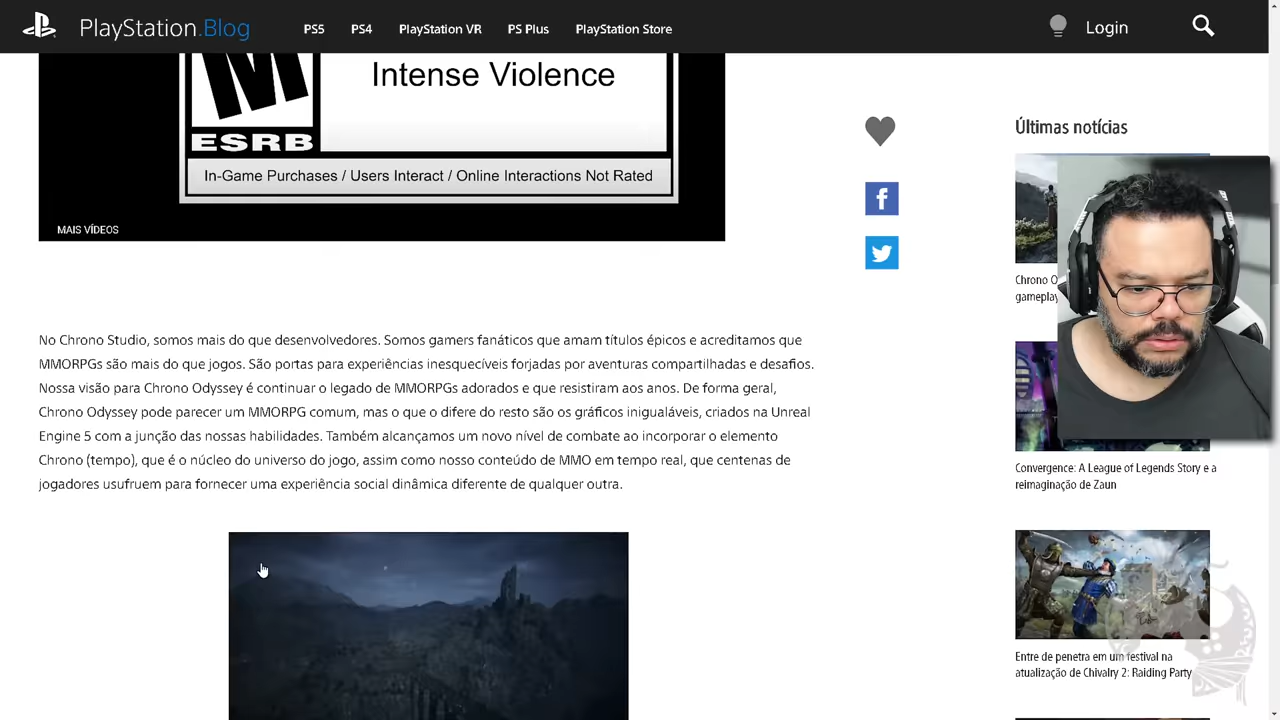 PlayStation.Blog
PS5
PS4
PlayStation VR
PS Plus
PlayStation Store
Login
M
Intense Violence
ESRB
In-Game Purchases / Users Interact / Online Interactions Not Rated
MAIS VÍDEOS
No Chrono Studio, somos mais do que desenvolvedores. Somos gamers fanáticos que amam títulos épicos e acreditamos que
MMORPGs são mais do que jogos. São portas para experiências inesquecíveis forjadas por aventuras compartilhadas e desafios.
Nossa visão para Chrono Odyssey é continuar o legado de MMORPGs adorados e que resistiram aos anos. De forma geral,
Chrono Odyssey pode parecer um MMORPG comum, mas o que o difere do resto são os gráficos inigualáveis, criados na Unreal
Engine 5 com a junção das nossas habilidades. Também alcançamos um novo nível de combate ao incorporar o elemento
Chrono (tempo), que é o núcleo do universo do jogo, assim como nosso conteúdo de MMO em tempo real, que centenas de
jogadores usufruem para fornecer uma experiência social dinâmica diferente de qualquer outra.
Últimas notícias
Chrono O
gameplay
Convergence: A League of Legends Story e a
reimaginação de Zaun
Entre de penetra em um festival na
atualização de Chivalry 2: Raiding Party